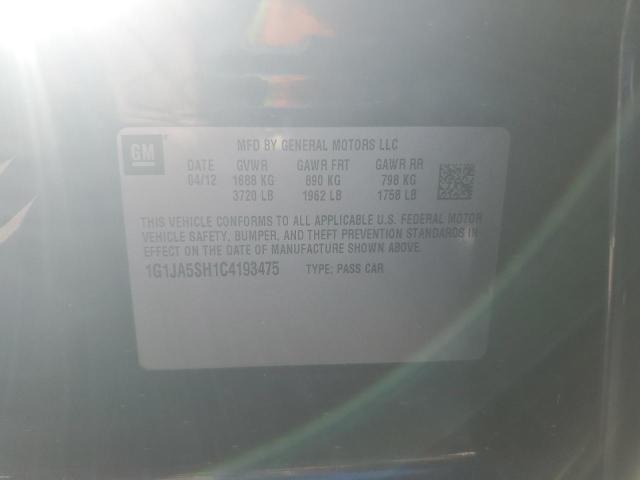 GM
MFD BY GENERAL MOTORS LLC
DATE GVWR GAWR FRT GAWR RR
04/12 1688 KG 890 KG 798 KG
3720 LB 1962 LB 1758 LB
THIS VEHICLE CONFORMS TO ALL APPLICABLE U.S. FEDERAL MOTOR
VEHICLE SAFETY, BUMPER, AND THEFT PREVENTION STANDARDS IN
EFFECT ON THE DATE OF MANUFACTURE SHOWN ABOVE.
1G1JA5SH1C4193475 TYPE: PASS CAR